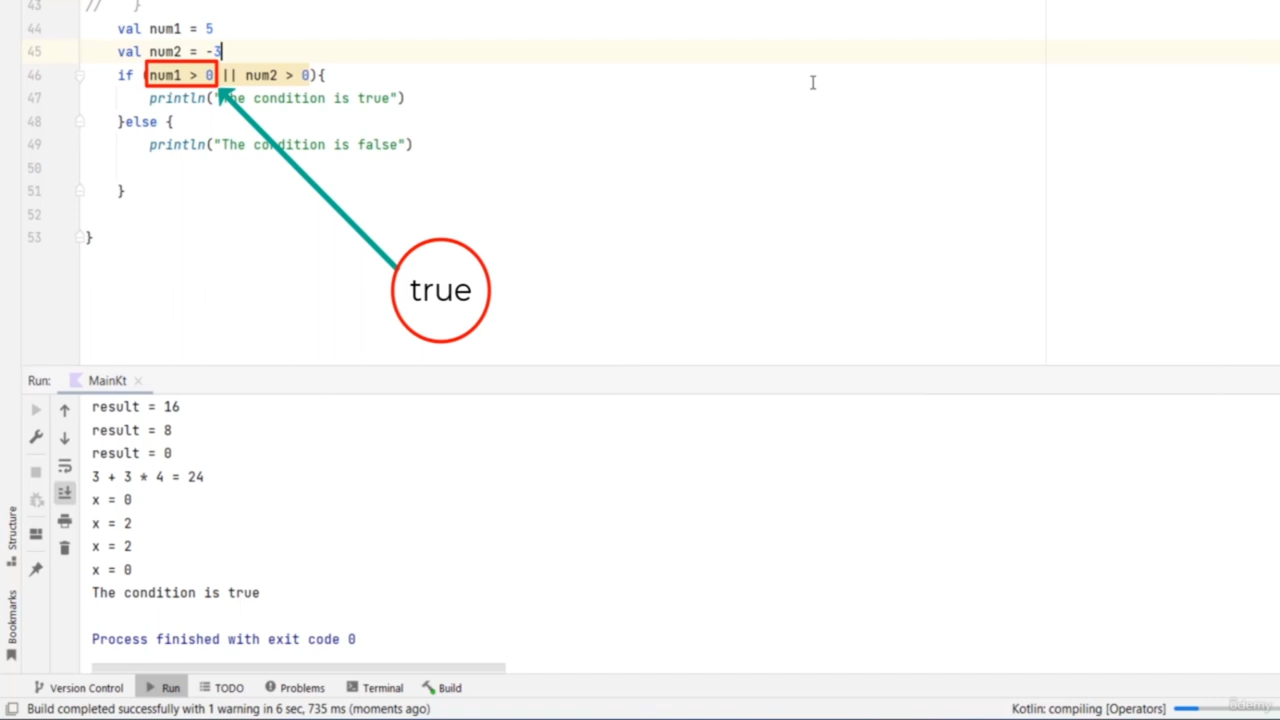 43 // }
44 val num1 = 5
45 val num2 = -3
46 if (num1 > 0 || num2 > 0){
47 println("The condition is true")
48 }else {
49 println("The condition is false")
50
51 }
52
53 }
true
Run: MainKt
result = 16
result = 8
result = 0
3 + 3 * 4 = 24
x = 0
x = 2
x = 2
x = 0
The condition is true
Process finished with exit code 0
Structure
Bookmarks
Version Control Run TODO Problems Terminal Build
Build completed successfully with 1 warning in 6 sec, 735 ms (moments ago) Kotlin: compiling [Operators]
ûdemy